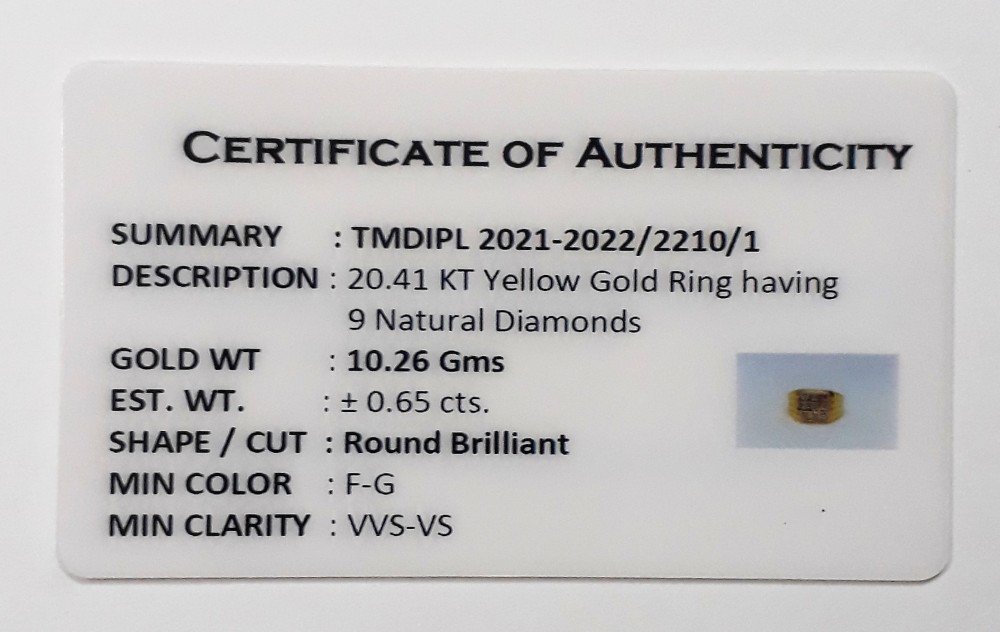 CERTIFICATE OF AUTHENTICITY
SUMMARY : TMDIPL 2021-2022/2210/1
DESCRIPTION : 20.41 KT Yellow Gold Ring having
9 Natural Diamonds
GOLD WT : 10.26 Gms
EST. WT. : ± 0.65 cts.
SHAPE / CUT : Round Brilliant
MIN COLOR : F-G
MIN CLARITY : VVS-VS